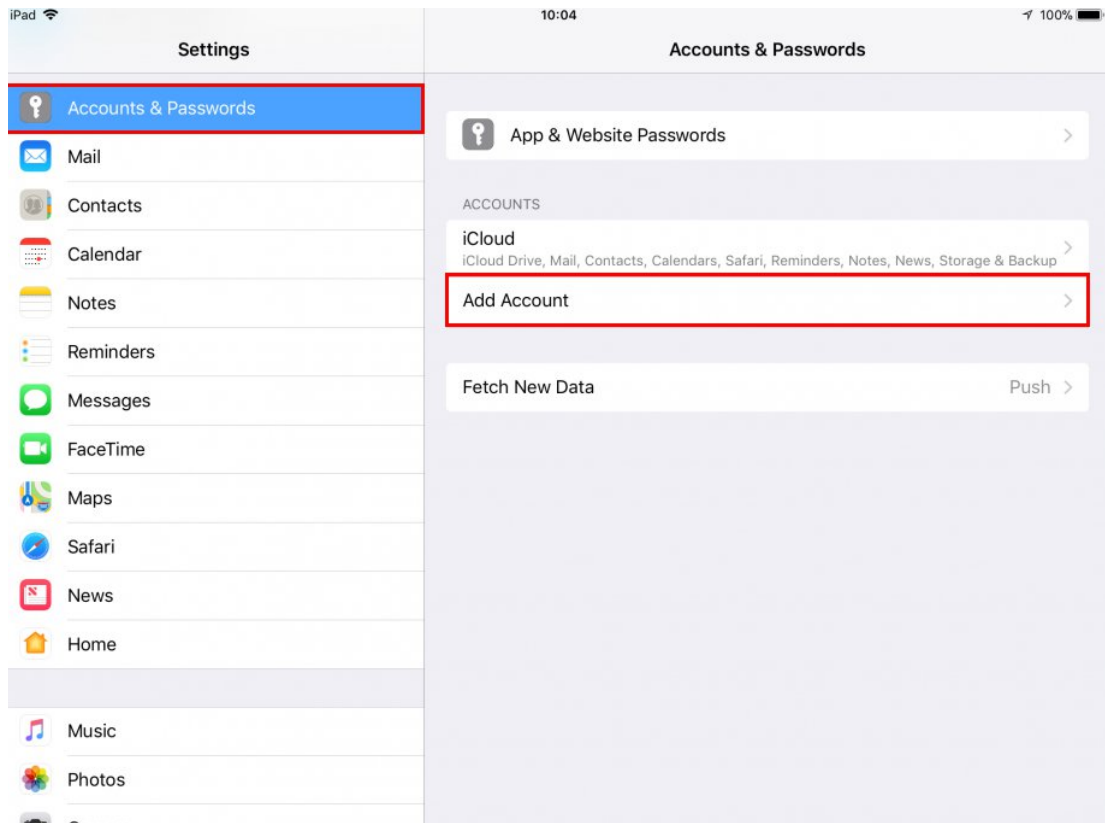 iPad 10:04 100%
Settings
Accounts & Passwords
Mail
Contacts
Calendar
Notes
Reminders
Messages
FaceTime
Maps
Safari
News
Home
Music
Photos
Accounts & Passwords
App & Website Passwords
ACCOUNTS
iCloud
iCloud Drive, Mail, Contacts, Calendars, Safari, Reminders, Notes, News, Storage & Backup
Add Account
Fetch New Data Push